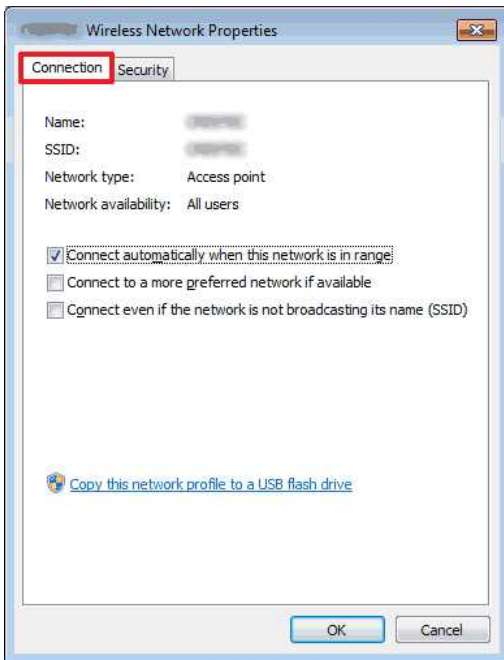 Wireless Network Properties
Connection Security
Name:
SSID:
Network type: Access point
Network availability: All users
Connect automatically when this network is in range
Connect to a more preferred network if available
Connect even if the network is not broadcasting its name (SSID)
Copy this network profile to a USB flash drive
OK Cancel